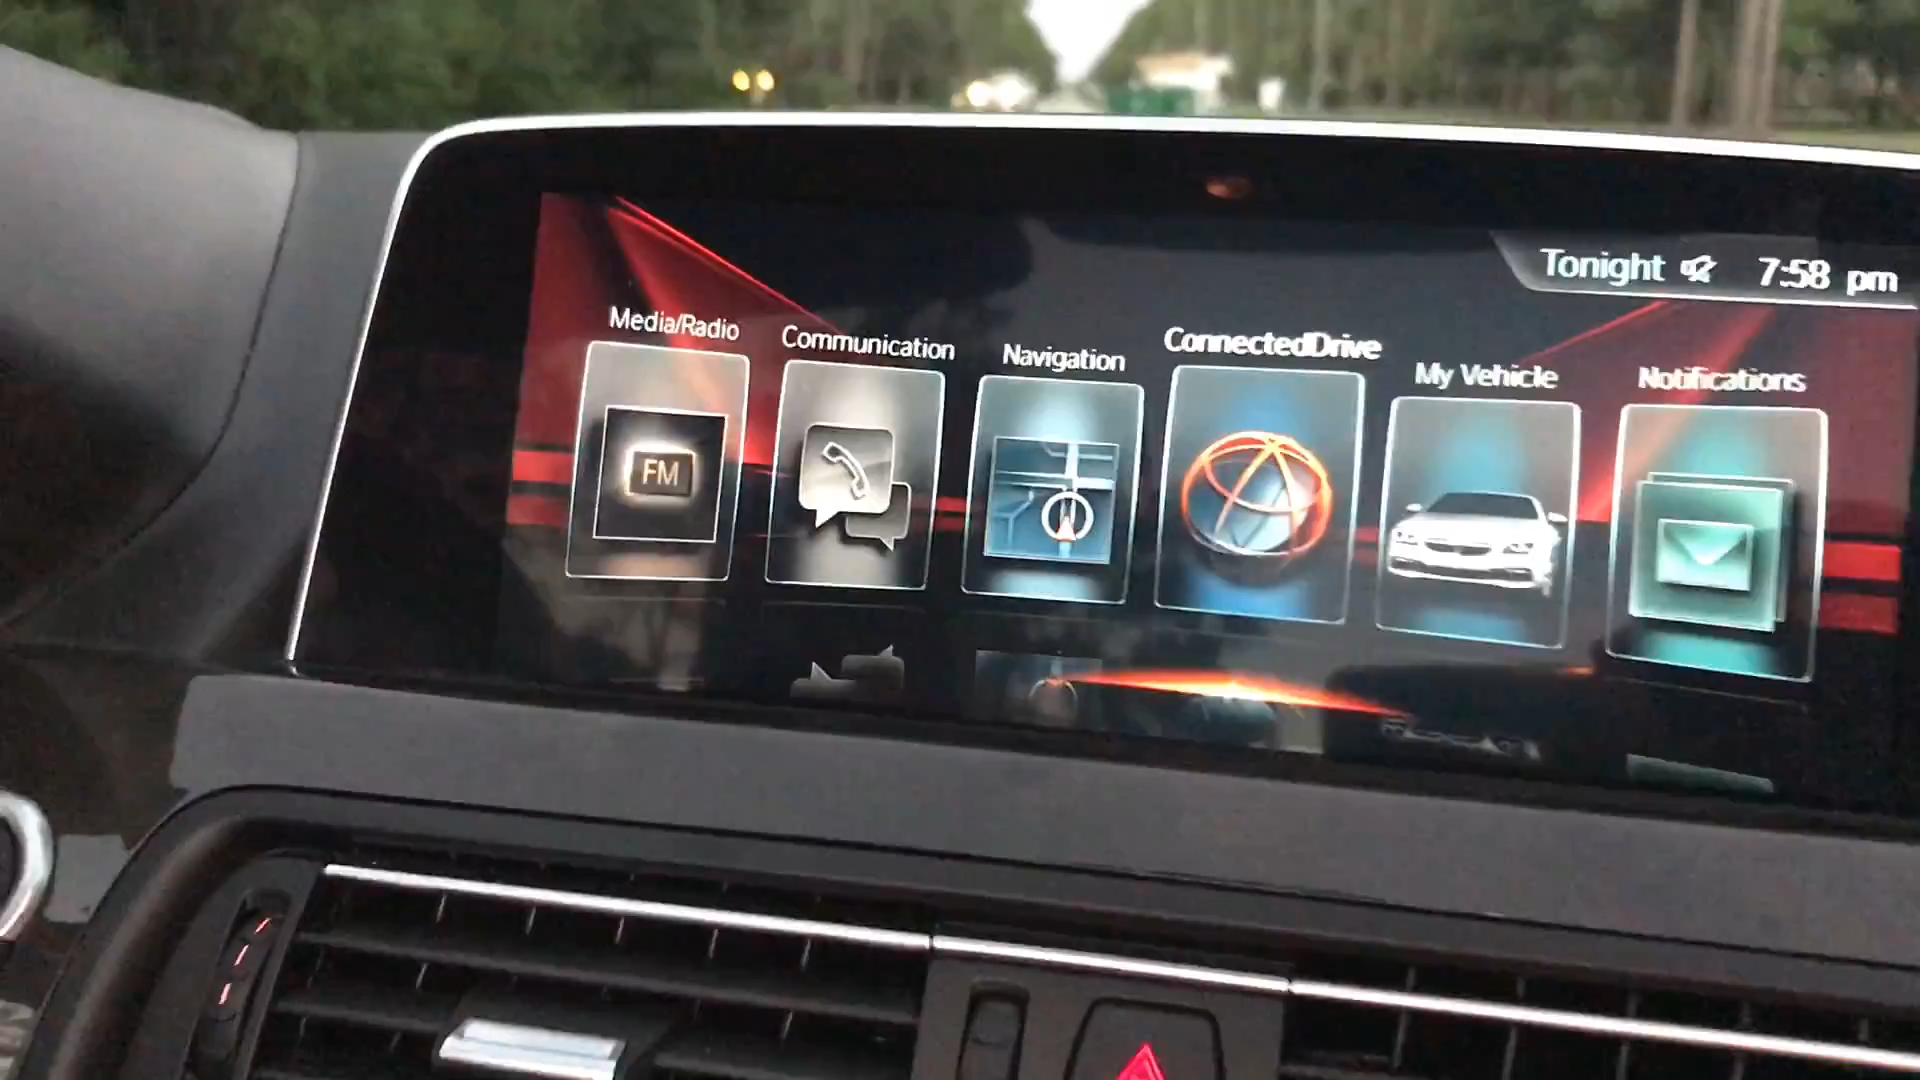 Tonight 7:58 pm
Media/Radio
Communication
Navigation
ConnectedDrive
My Vehicle
Notifications
FM